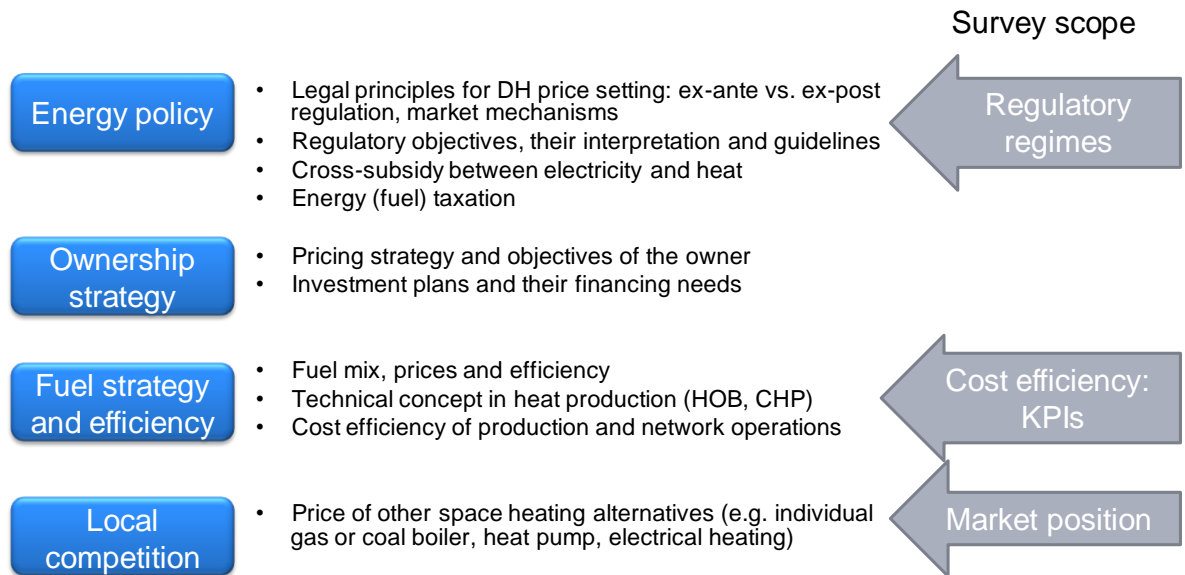 Survey scope
Energy policy
• Legal principles for DH price setting: ex-ante vs. ex-post
regulation, market mechanisms
• Regulatory objectives, their interpretation and guidelines
• Cross-subsidy between electricity and heat
• Energy (fuel) taxation
Regulatory
regimes
Ownership
strategy
• Pricing strategy and objectives of the owner
• Investment plans and their financing needs
Fuel strategy
and efficiency
• Fuel mix, prices and efficiency
• Technical concept in heat production (HOB, CHP)
• Cost efficiency of production and network operations
Cost efficiency:
KPIs
Local
competition
• Price of other space heating alternatives (e.g. individual
gas or coal boiler, heat pump, electrical heating)
Market position